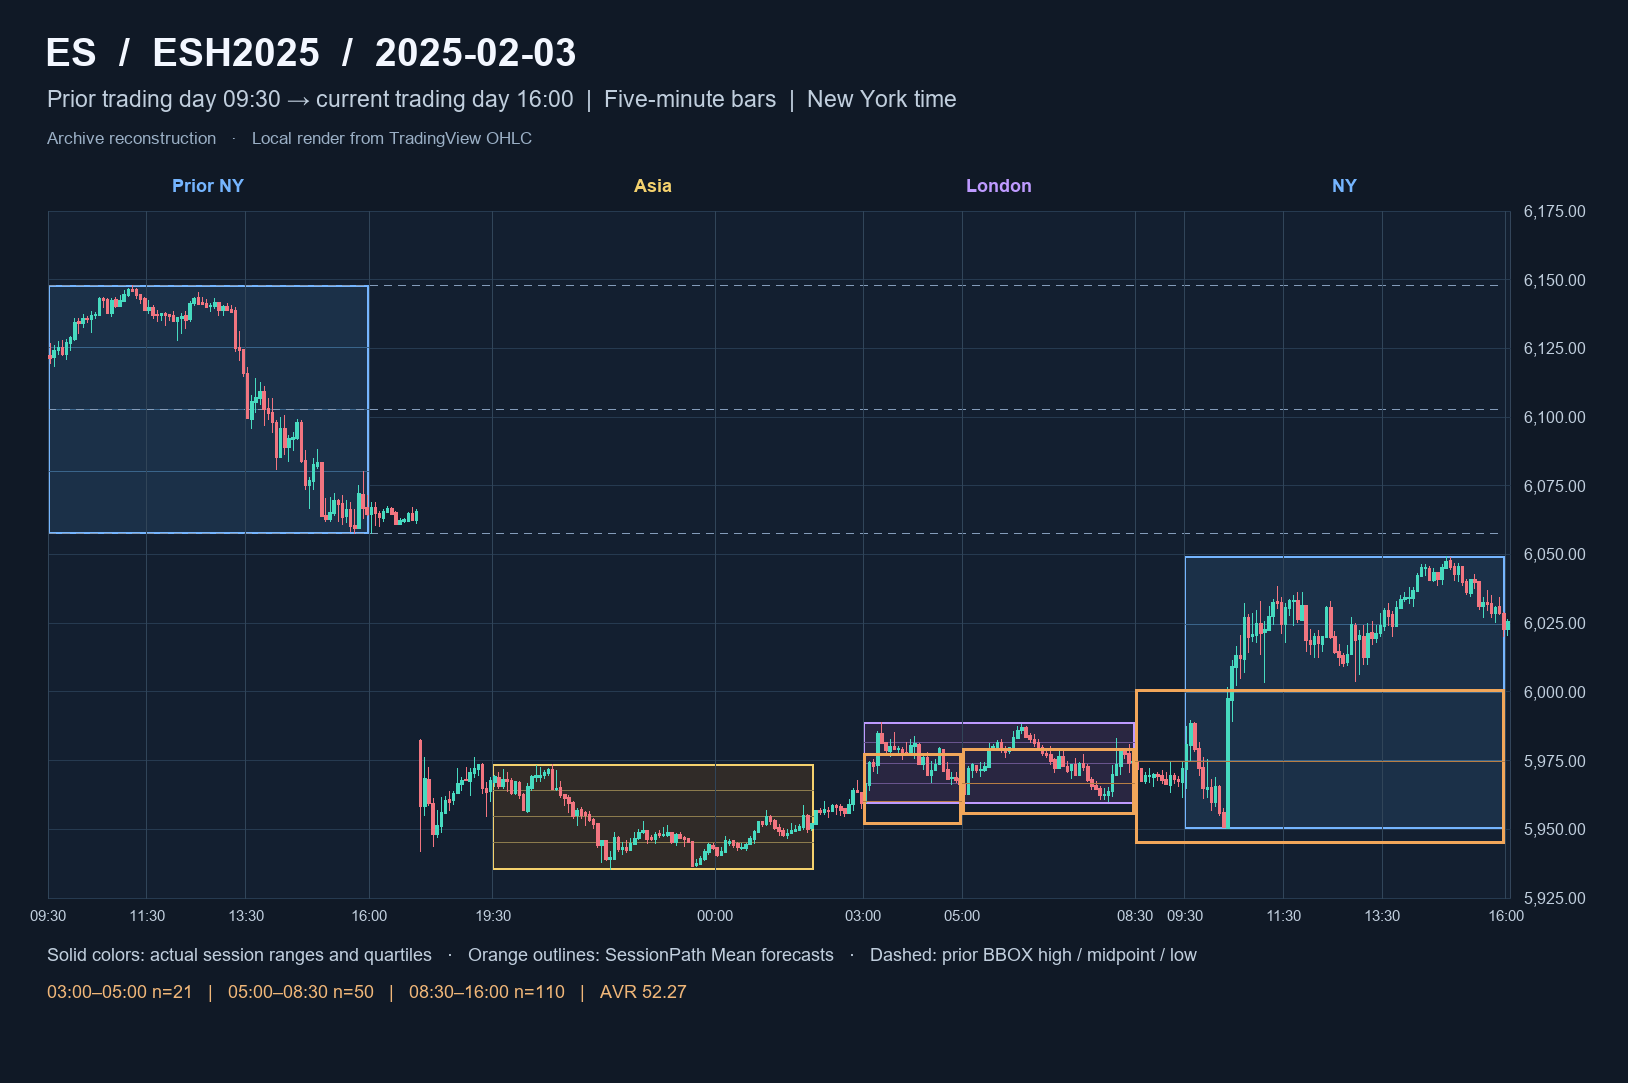 ES / ESH2025 / 2025-02-03
Prior trading day 09:30 → current trading day 16:00 | Five-minute bars | New York time
Archive reconstruction · Local render from TradingView OHLC
Prior NY Asia London NY
6,175.00
6,150.00
6,125.00
6,100.00
6,075.00
6,050.00
6,025.00
6,000.00
5,975.00
5,950.00
5,925.00
09:30 11:30 13:30 16:00 19:30 00:00 03:00 05:00 08:30 09:30 11:30 13:30 16:00
Solid colors: actual session ranges and quartiles · Orange outlines: SessionPath Mean forecasts · Dashed: prior BBOX high / midpoint / low
03:00–05:00 n=21 | 05:00–08:30 n=50 | 08:30–16:00 n=110 | AVR 52.27